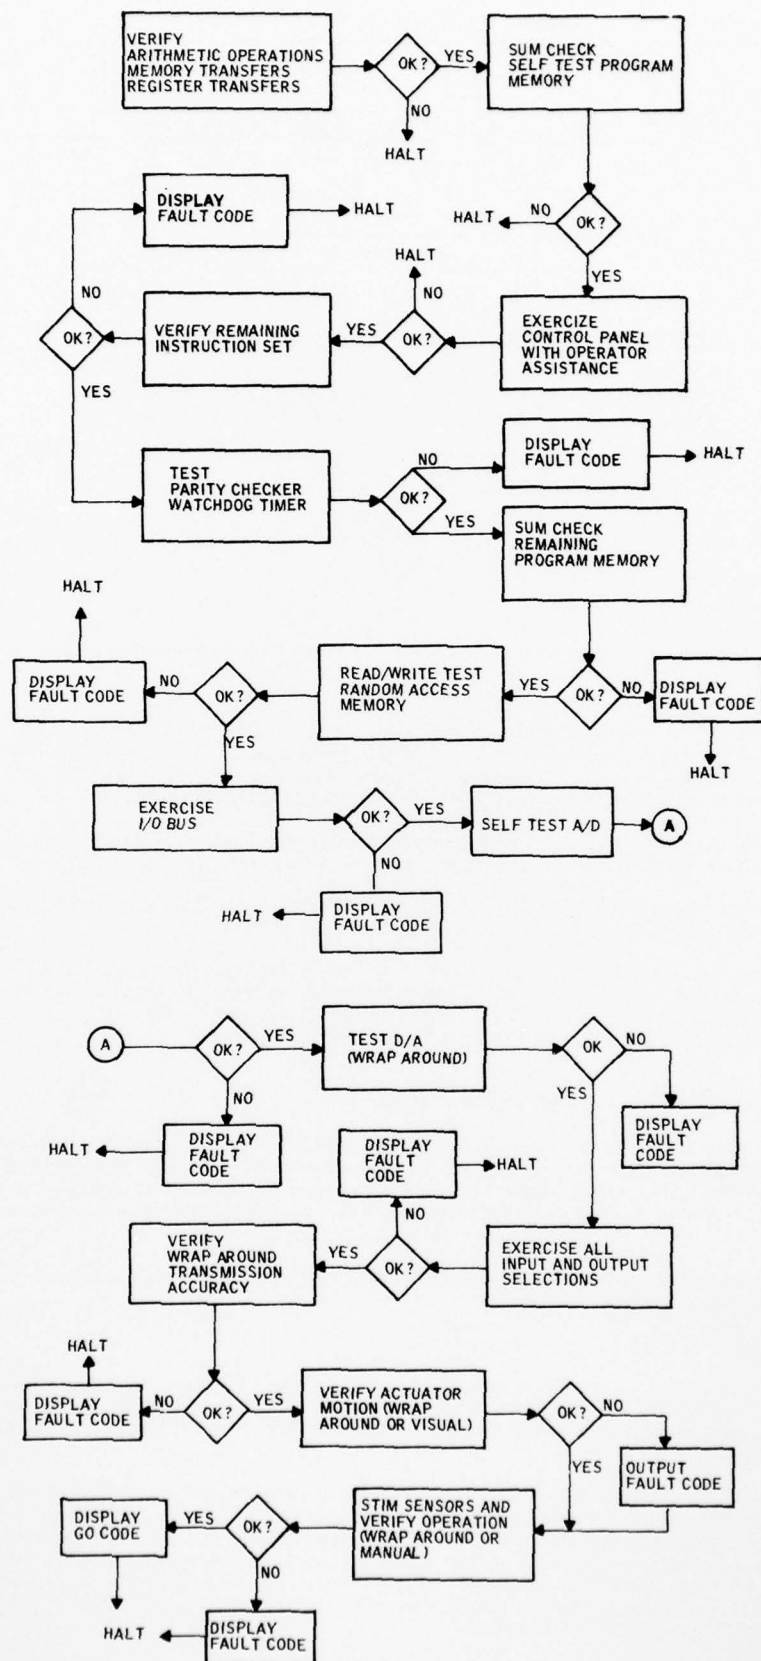 VERIFY
ARITHMETIC OPERATIONS
MEMORY TRANSFERS
REGISTER TRANSFERS
OK?
YES
NO
HALT
SUM CHECK
SELF TEST PROGRAM
MEMORY
OK?
NO
HALT
YES
EXERCIZE
CONTROL PANEL
WITH OPERATOR
ASSISTANCE
OK?
NO
HALT
YES
VERIFY REMAINING
INSTRUCTION SET
OK?
NO
DISPLAY
FAULT CODE
HALT
YES
TEST
PARITY CHECKER
WATCHDOG TIMER
OK?
NO
DISPLAY
FAULT CODE
HALT
YES
SUM CHECK
REMAINING
PROGRAM MEMORY
OK?
NO
DISPLAY
FAULT CODE
HALT
YES
READ/WRITE TEST
RANDOM ACCESS
MEMORY
OK?
NO
DISPLAY
FAULT CODE
HALT
YES
EXERCISE
I/O BUS
OK?
NO
DISPLAY
FAULT CODE
HALT
YES
SELF TEST A/D
A
A
OK?
NO
DISPLAY
FAULT
CODE
HALT
YES
TEST D/A
(WRAP AROUND)
OK
NO
DISPLAY
FAULT
CODE
YES
EXERCISE ALL
INPUT AND OUTPUT
SELECTIONS
OK?
NO
DISPLAY
FAULT
CODE
HALT
YES
VERIFY
WRAP AROUND
TRANSMISSION
ACCURACY
OK?
NO
DISPLAY
FAULT CODE
HALT
YES
VERIFY ACTUATOR
MOTION (WRAP
AROUND OR VISUAL)
OK?
NO
OUTPUT
FAULT CODE
YES
STIM SENSORS AND
VERIFY OPERATION
(WRAP AROUND OR
MANUAL)
OK?
YES
DISPLAY
GO CODE
NO
DISPLAY
FAULT CODE
HALT